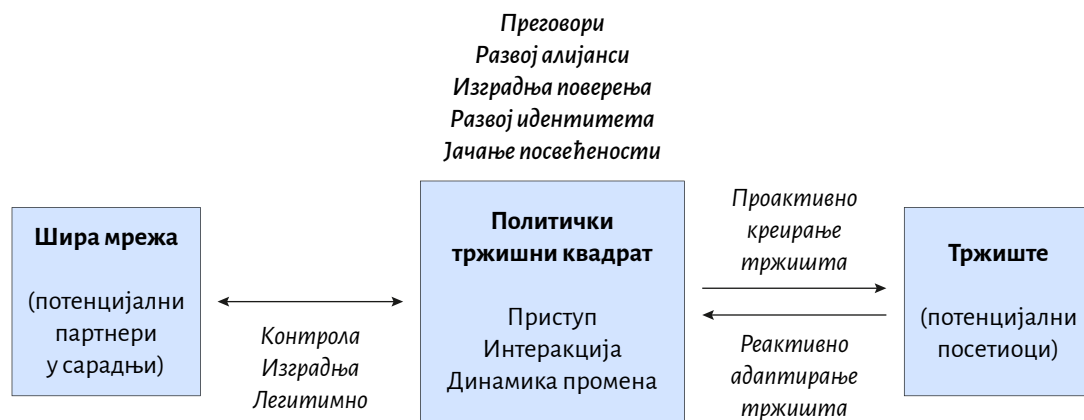 Преговори
Развој алијанси
Изградња поверења
Развој идентитета
Јачање посвећености
Шира мрежа
(потенцијални
партнери
у сарадњи)
Контрола
Изградња
Легитимно
Политички
тржишни квадрат
Приступ
Интеракција
Динамика промена
Проактивно
креирање
тржишта
Реактивно
адаптирање
тржишта
Тржиште
(потенцијални
посетиоци)